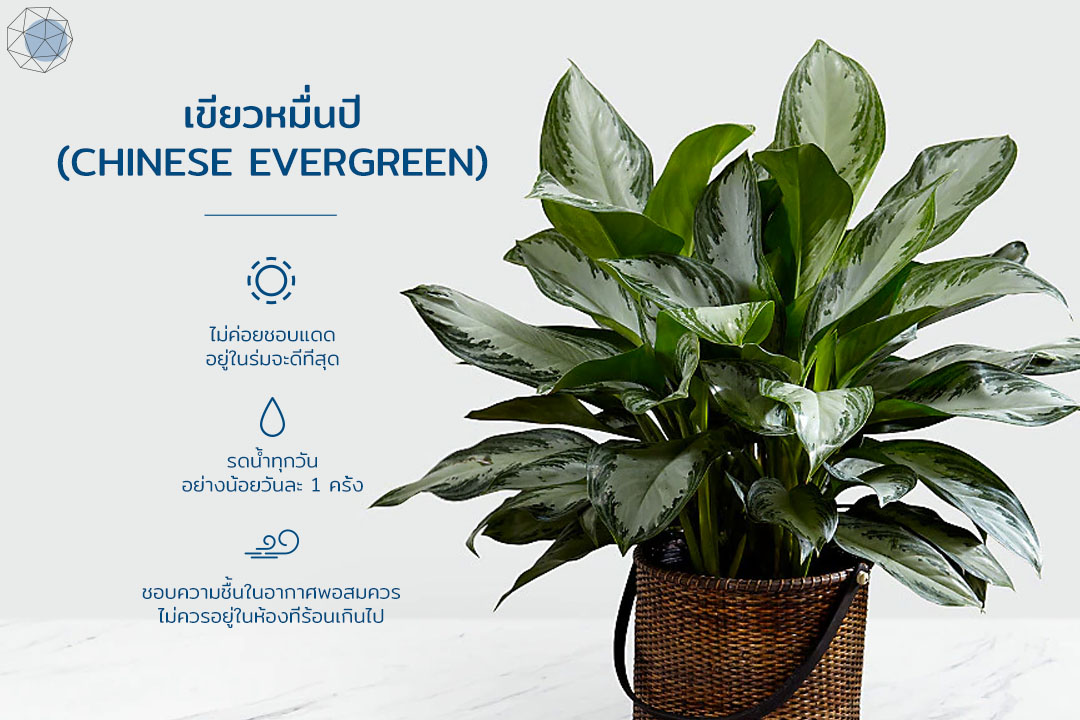 เขียวหมื่นปี
(CHINESE EVERGREEN)
ไม่ค่อยชอบแดด
อยู่ในร่มจะดีที่สุด
รดน้ำทุกวัน
อย่างน้อยวันละ 1 ครั้ง
ชอบความชื้นในอากาศพอสมควร
ไม่ควรอยู่ในห้องที่ร้อนเกินไป